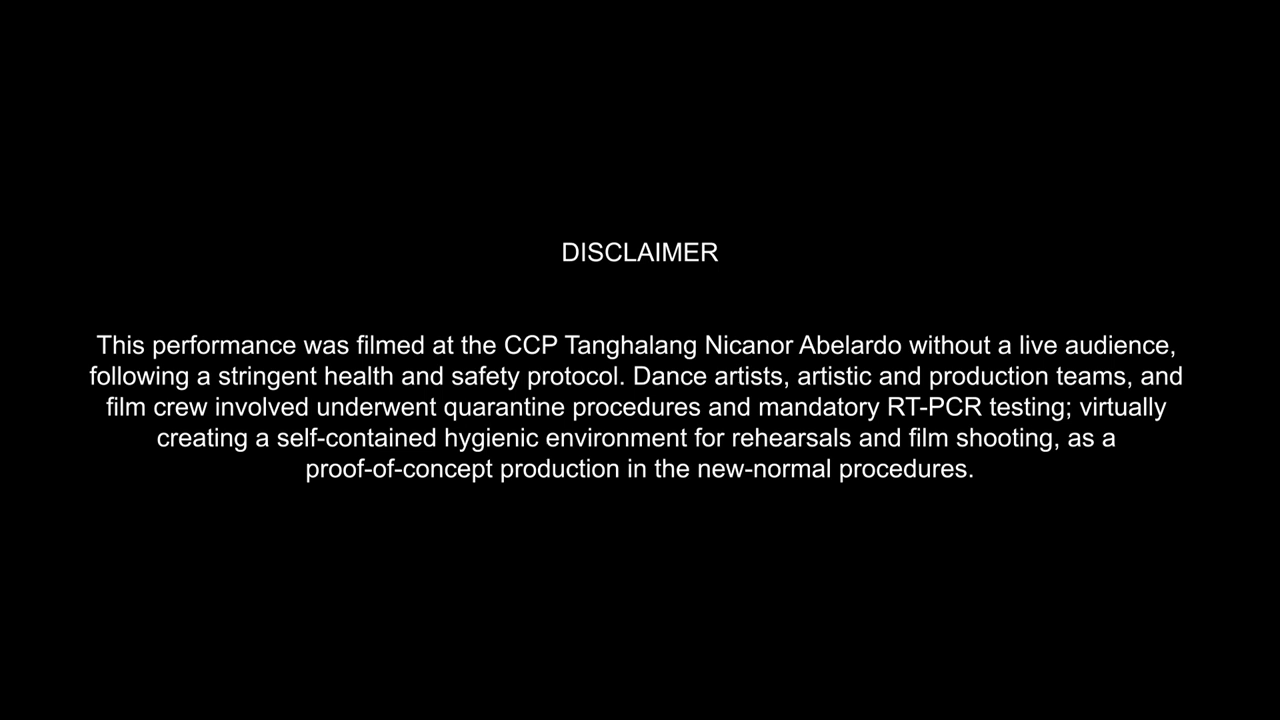 DISCLAIMER
This performance was filmed at the CCP Tanghalang Nicanor Abelardo without a live audience,
following a stringent health and safety protocol. Dance artists, artistic and production teams, and
film crew involved underwent quarantine procedures and mandatory RT-PCR testing; virtually
creating a self-contained hygienic environment for rehearsals and film shooting, as a
proof-of-concept production in the new-normal procedures.